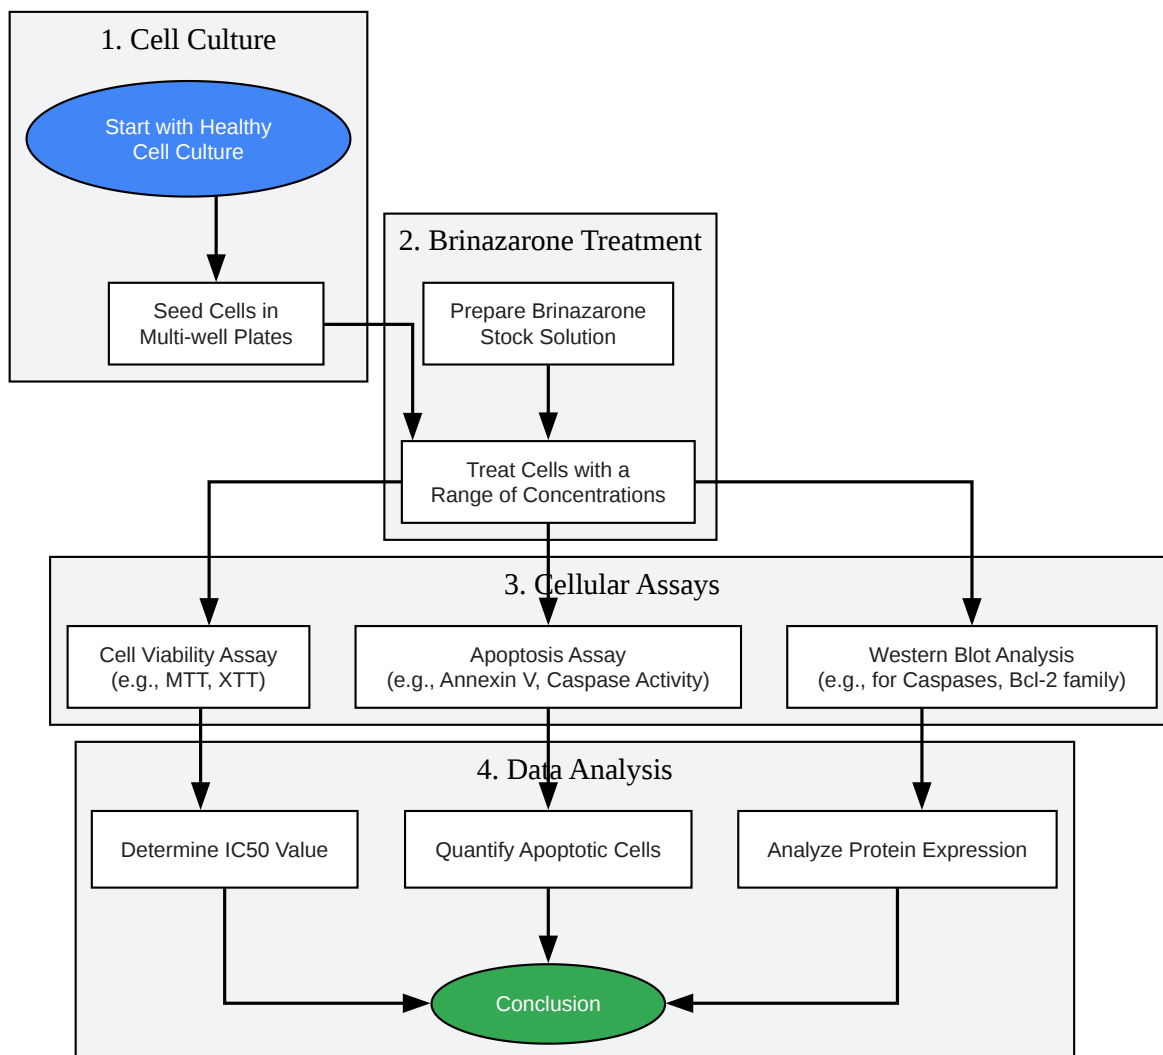 1. Cell Culture
Start with Healthy
Cell Culture
Seed Cells in
Multi-well Plates
2. Brinazarone Treatment
Prepare Brinazarone
Stock Solution
Treat Cells with a
Range of Concentrations
3. Cellular Assays
Cell Viability Assay
(e.g., MTT, XTT)
Apoptosis Assay
(e.g., Annexin V, Caspase Activity)
Western Blot Analysis
(e.g., for Caspases, Bcl-2 family)
4. Data Analysis
Determine IC50 Value
Quantify Apoptotic Cells
Analyze Protein Expression
Conclusion